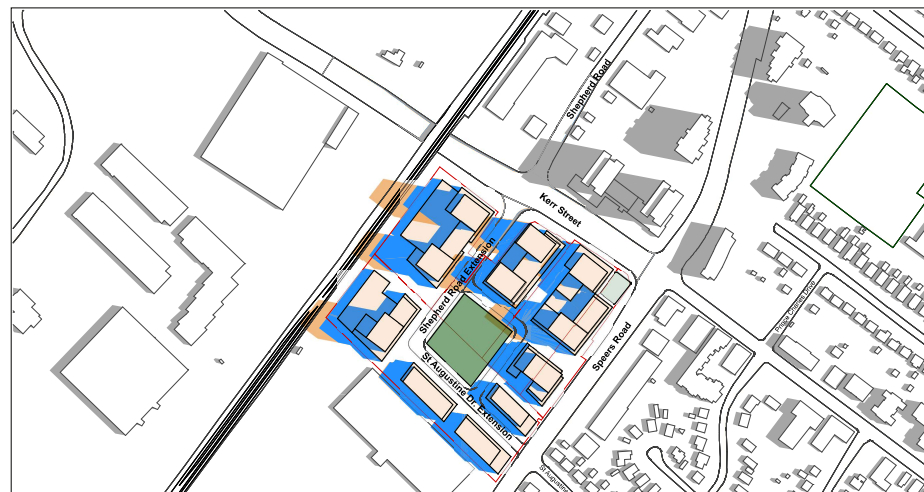 Shepherd Road
Kerr Street
Shepherd Road Extension
Speers Road
St Augustine Dr. Extension